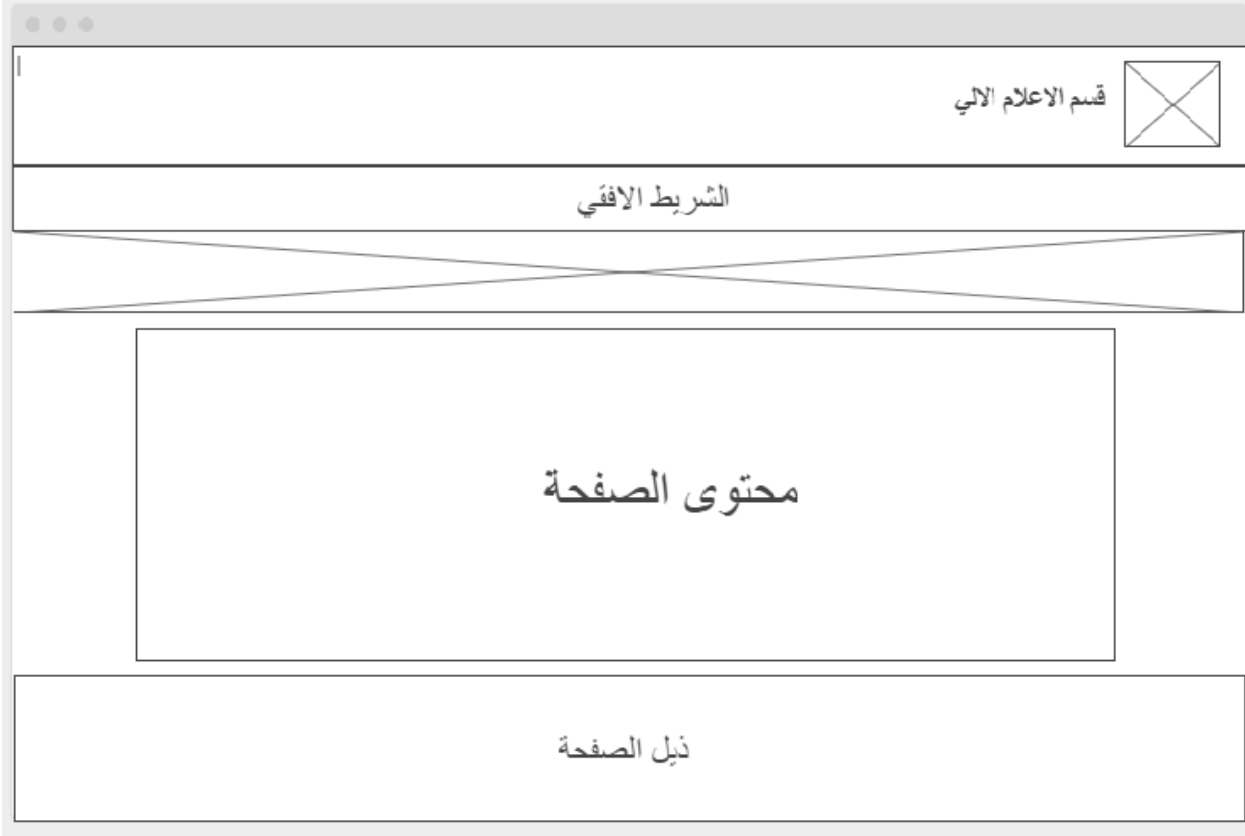 قسم الاعلام الالي
الشريط الافقي
محتوى الصفحة
ذيل الصفحة